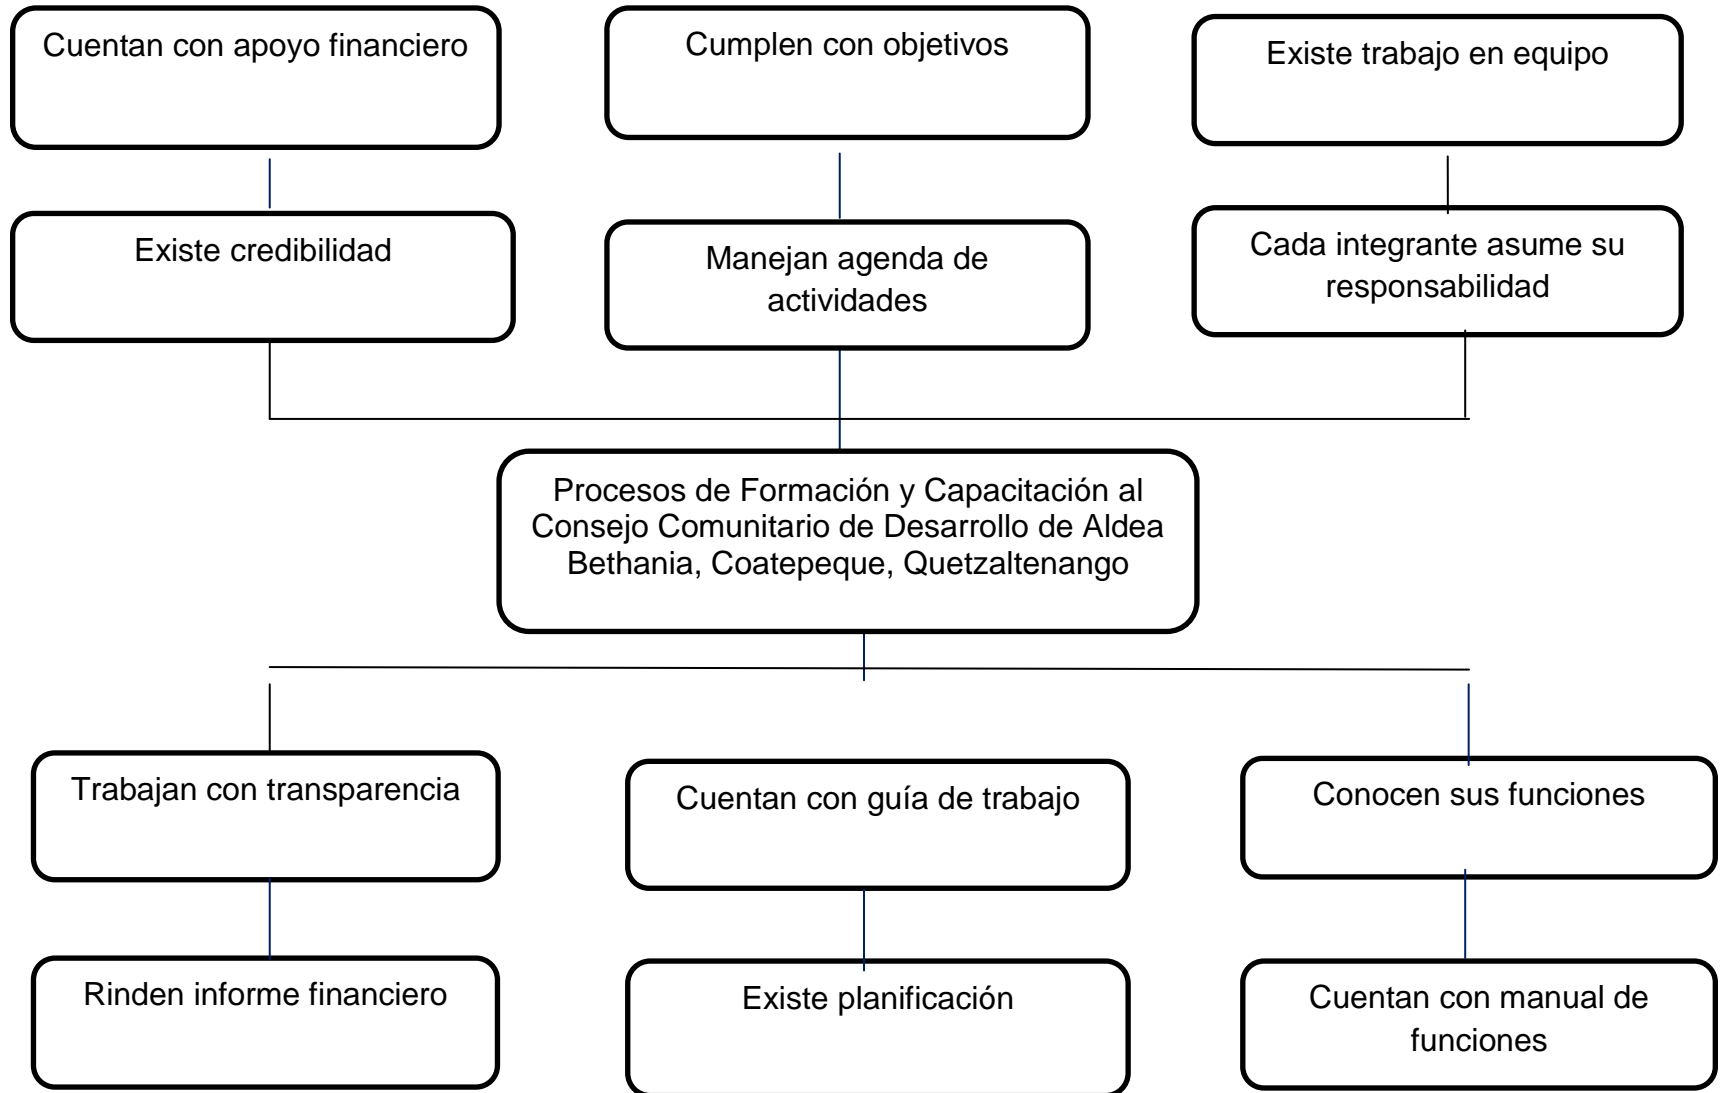 Cuentan con apoyo financiero
Cumplen con objetivos
Existe trabajo en equipo
Existe credibilidad
Manejan agenda de
actividades
Cada integrante asume su
responsabilidad
Procesos de Formación y Capacitación al
Consejo Comunitario de Desarrollo de Aldea
Bethania, Coatepeque, Quetzaltenango
Trabajan con transparencia
Cuentan con guía de trabajo
Conocen sus funciones
Rinden informe financiero
Existe planificación
Cuentan con manual de
funciones